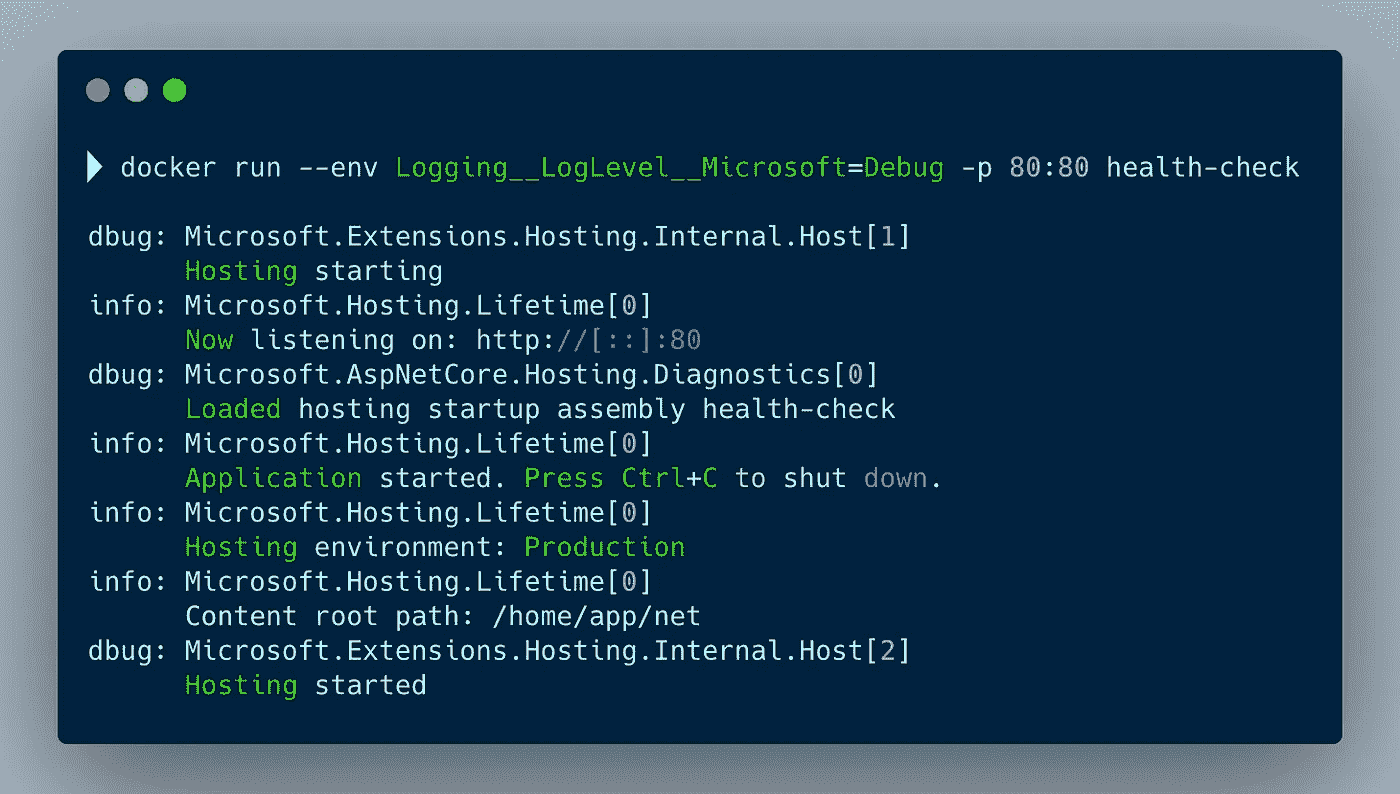 docker run --env Logging__LogLevel__Microsoft=Debug -p 80:80 health-check
dbug: Microsoft.Extensions.Hosting.Internal.Host[1]
Hosting starting
info: Microsoft.Hosting.Lifetime[0]
Now listening on: http://[::]:80
dbug: Microsoft.AspNetCore.Hosting.Diagnostics[0]
Loaded hosting startup assembly health-check
info: Microsoft.Hosting.Lifetime[0]
Application started. Press Ctrl+C to shut down.
info: Microsoft.Hosting.Lifetime[0]
Hosting environment: Production
info: Microsoft.Hosting.Lifetime[0]
Content root path: /home/app/net
dbug: Microsoft.Extensions.Hosting.Internal.Host[2]
Hosting started